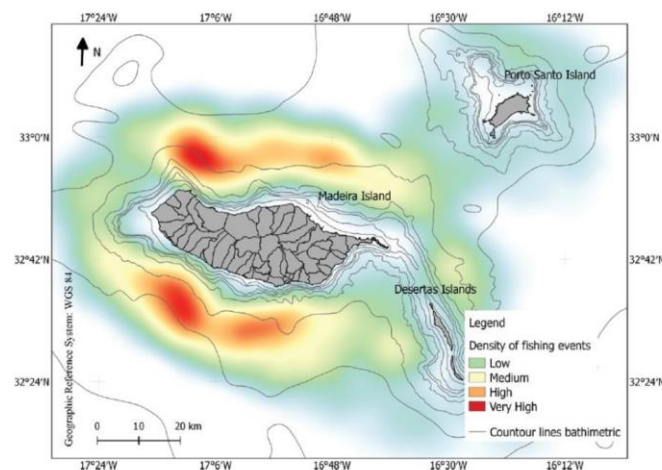 17°24'W 17°6'W 16°48'W 16°30'W 16°12'W
N
Porto Santo Island
33°0'N 33°0'N
Madeira Island
32°42'N 32°42'N
Desertas Islands
Legend
Density of fishing events
Low
Medium
High
Very High
Countour lines bathimetric
32°24'N 32°24'N
Geographic Reference System: WGS 84
0 10 20 km
17°24'W 17°6'W 16°48'W 16°30'W 16°12'W